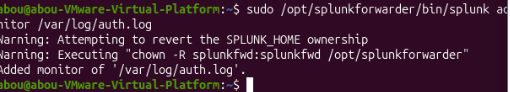 abou@abou-VMware-Virtual-Platform:~$ sudo /opt/splunkforwarder/bin/splunk ad
nitor /var/log/auth.log
Warning: Attempting to revert the SPLUNK_HOME ownership
Warning: Executing "chown -R splunkfwd:splunkfwd /opt/splunkforwarder"
Added monitor of '/var/log/auth.log'.
abou@abou-VMware-Virtual-Platform:~$